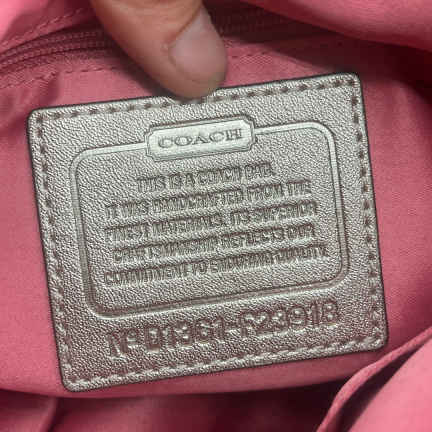 COACH
THIS IS A COACH BAG.
IT WAS HANDCRAFTED FROM THE
FINEST MATERIALS. ITS SUPERIOR
CRAFTSMANSHIP REFLECTS OUR
COMMITMENT TO ENDURING QUALITY.
Nº D1361-F23918